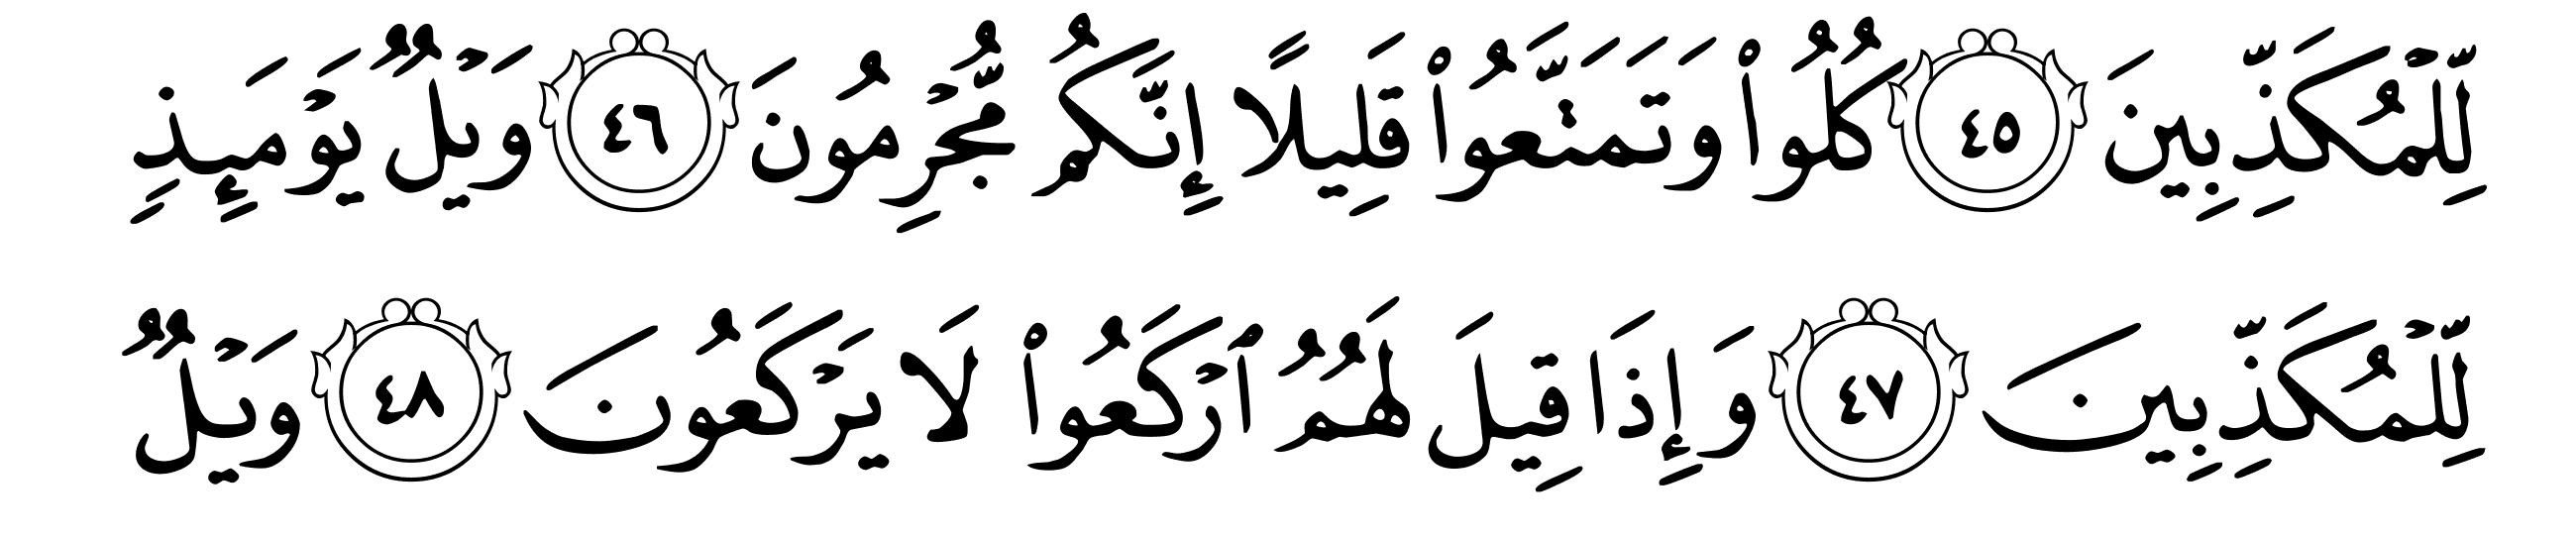 لِّلْمُكَذِّبِينَ ٤٥ كُلُوا۟ وَتَمَتَّعُوا۟ قَلِيلًا إِنَّكُم مُّجْرِمُونَ ٤٦ وَيْلٌ يَوْمَئِذٍ
لِّلْمُكَذِّبِينَ ٤٧ وَإِذَا قِيلَ لَهُمُ ٱرْكَعُوا۟ لَا يَرْكَعُونَ ٤٨ وَيْلٌ